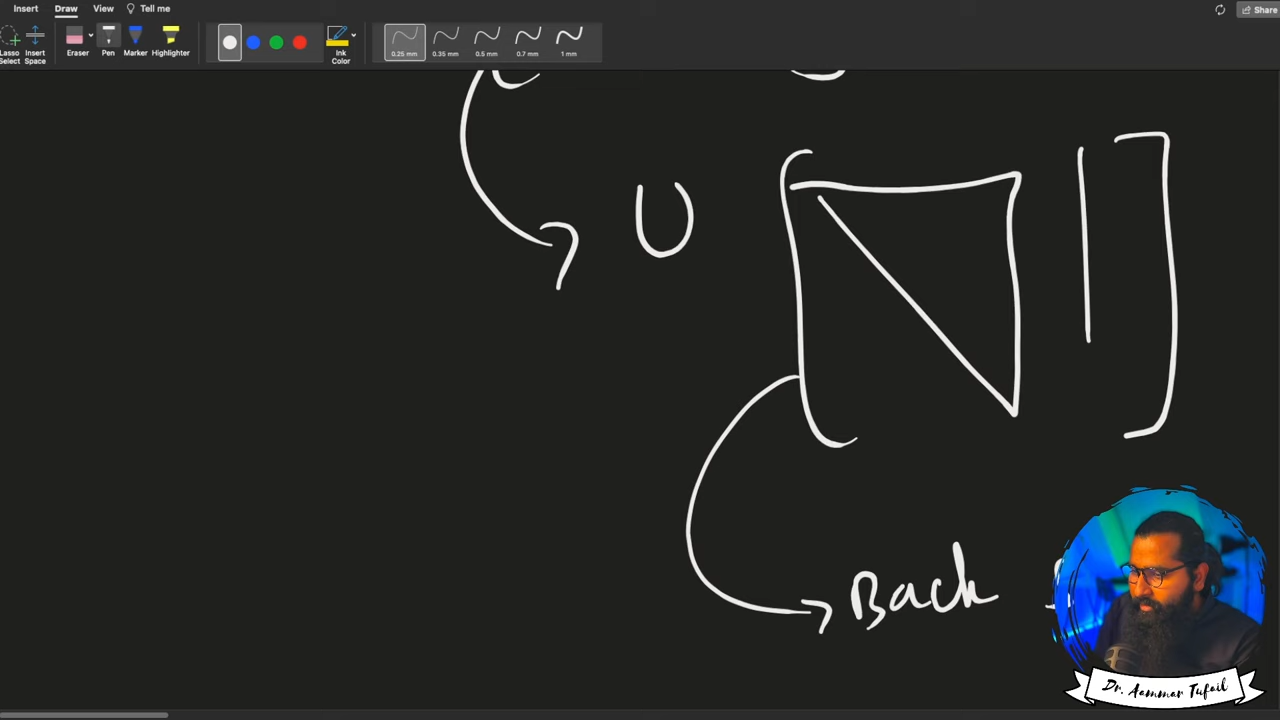 Insert Draw View Tell me Share
Lasso Select Insert Space Eraser Pen Marker Highlighter Ink Color 0.25 mm 0.35 mm 0.5 mm 0.7 mm 1 mm
U
Back
Dr. Aammar Tufail